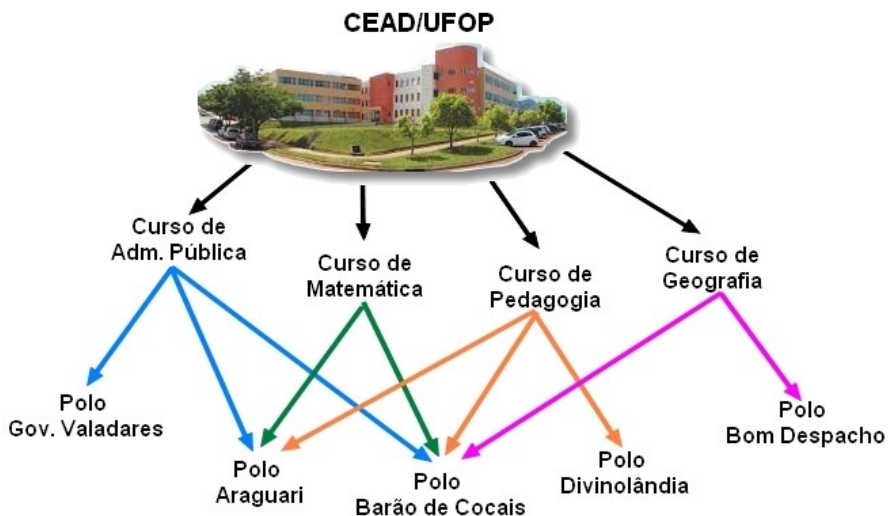 CEAD/UFOP
Curso de
Adm. Pública
Curso de
Matemática
Curso de
Pedagogia
Curso de
Geografia
Polo
Gov. Valadares
Polo
Araguari
Polo
Barão de Cocais
Polo
Divinolândia
Polo
Bom Despacho